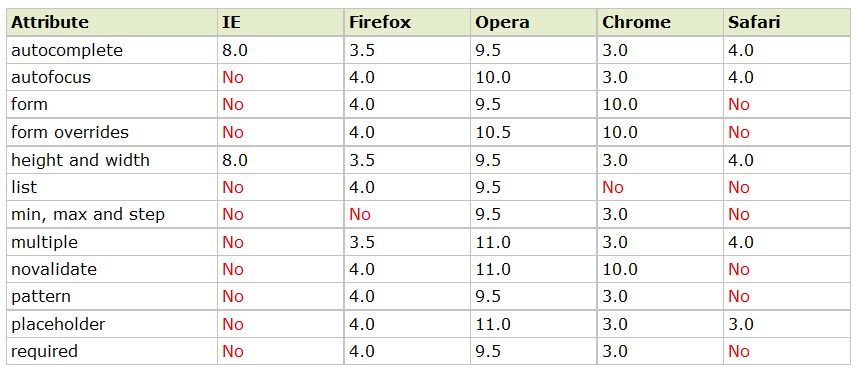 Attribute IE Firefox Opera Chrome Safari
autocomplete 8.0 3.5 9.5 3.0 4.0
autofocus No 4.0 10.0 3.0 4.0
form No 4.0 9.5 10.0 No
form overrides No 4.0 10.5 10.0 No
height and width 8.0 3.5 9.5 3.0 4.0
list No 4.0 9.5 No No
min, max and step No No 9.5 3.0 No
multiple No 3.5 11.0 3.0 4.0
novalidate No 4.0 11.0 10.0 No
pattern No 4.0 9.5 3.0 No
placeholder No 4.0 11.0 3.0 3.0
required No 4.0 9.5 3.0 No